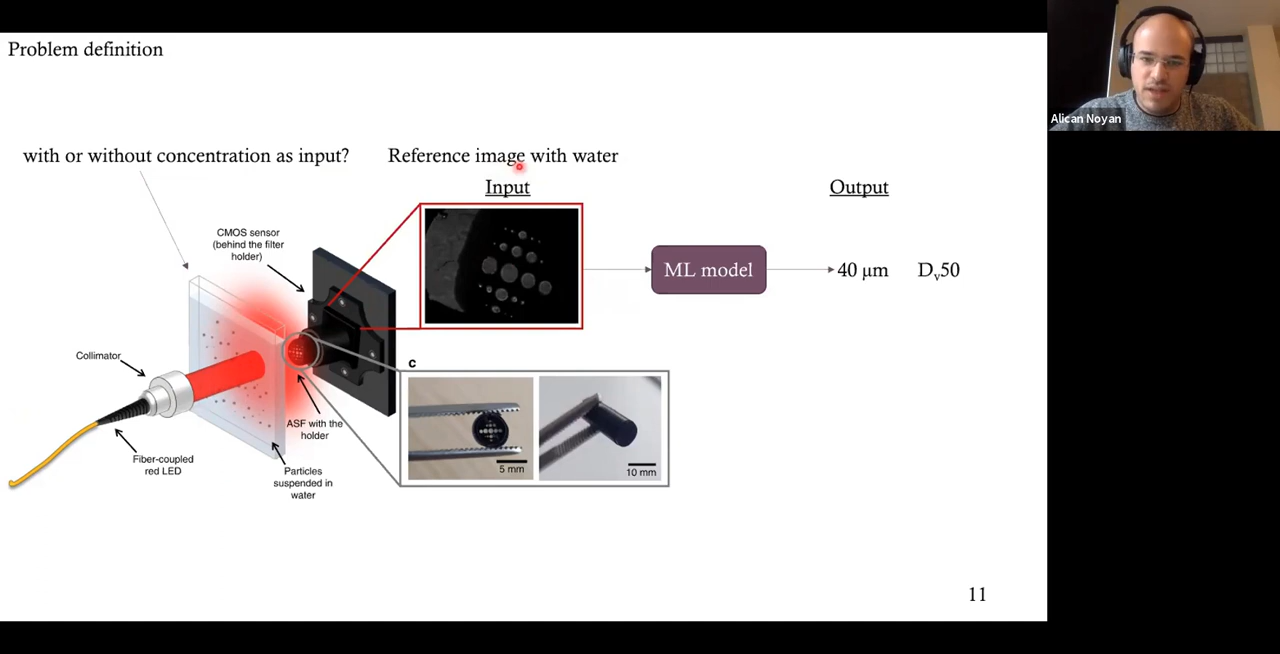 Problem definition
Alican Noyan
with or without concentration as input?
Reference image with water
Input
Output
CMOS sensor
(behind the filter
holder)
ML model
40 μm
Dv50
Collimator
c
ASF with the
holder
Fiber-coupled
red LED
Particles
suspended in
water
5 mm
10 mm
11